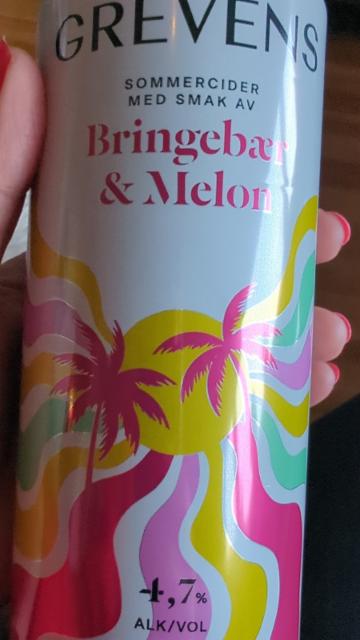 GREVENS
SOMMERCIDER
MED SMAK AV
Bringebær
& Melon
4,7%
ALK/VOL